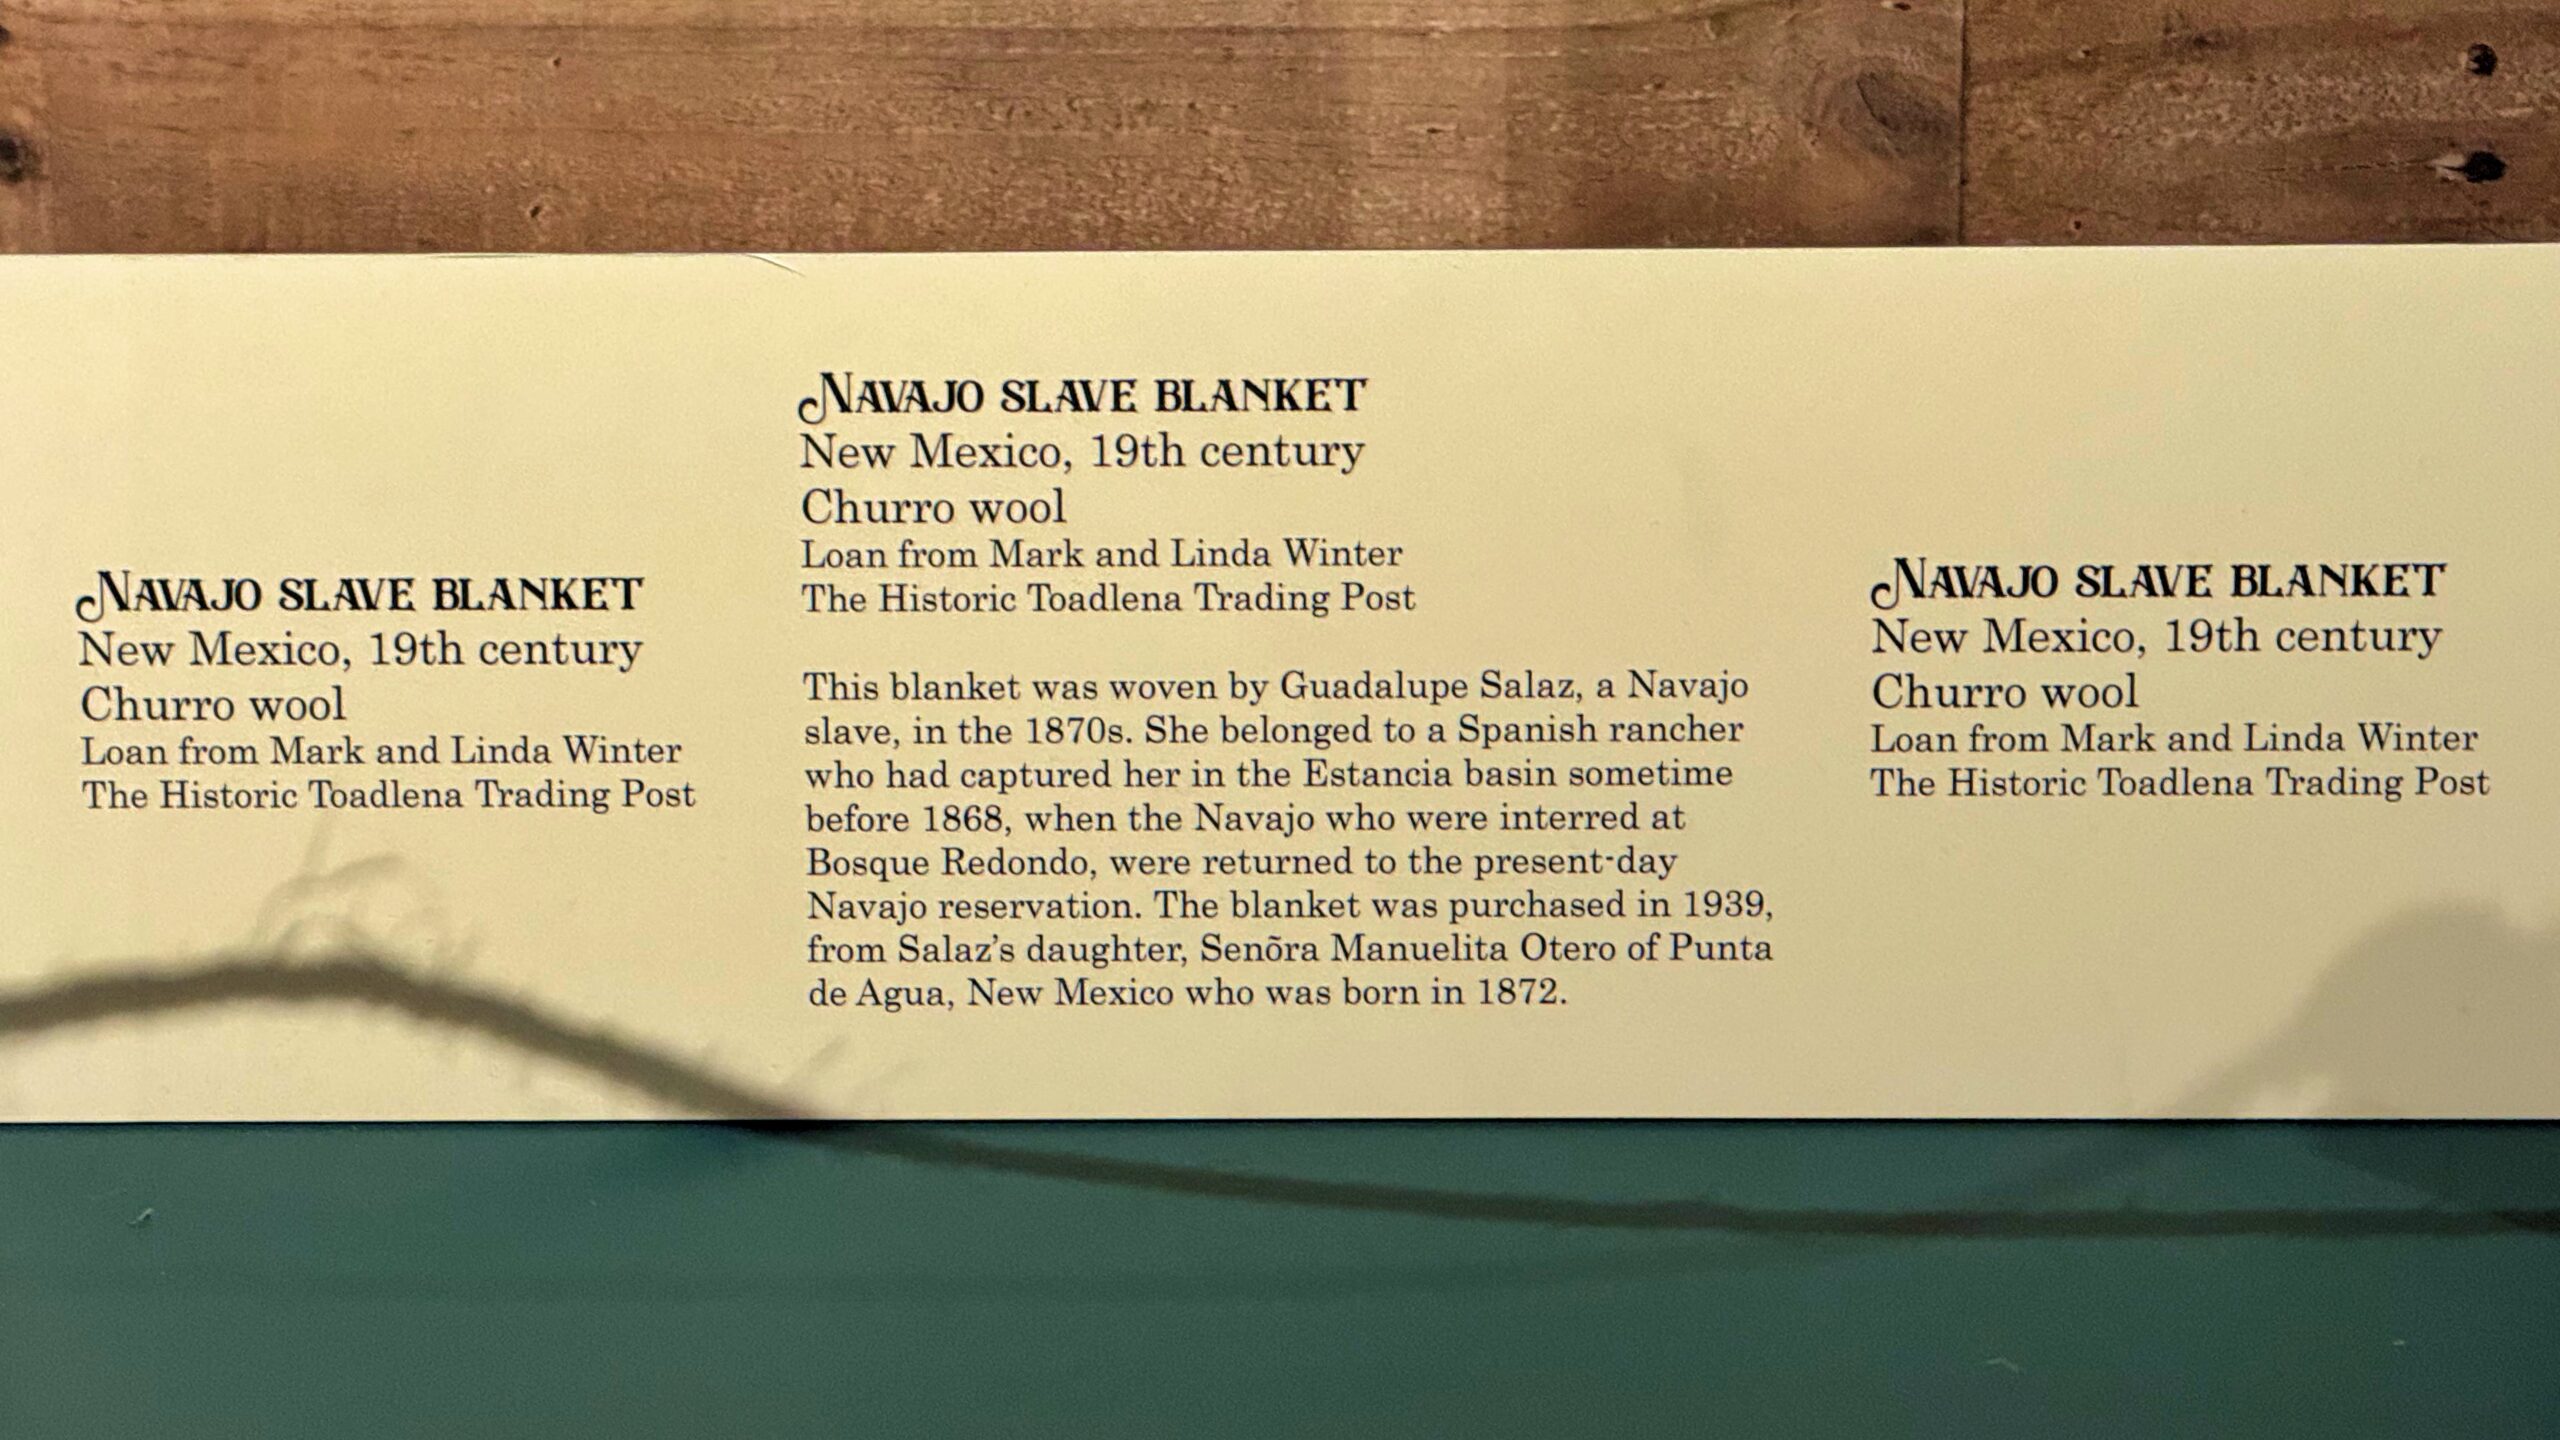 Navajo slave blanket
New Mexico, 19th century
Churro wool
Loan from Mark and Linda Winter
The Historic Toadlena Trading Post
Navajo slave blanket
New Mexico, 19th century
Churro wool
Loan from Mark and Linda Winter
The Historic Toadlena Trading Post
This blanket was woven by Guadalupe Salaz, a Navajo
slave, in the 1870s. She belonged to a Spanish rancher
who had captured her in the Estancia basin sometime
before 1868, when the Navajo who were interred at
Bosque Redondo, were returned to the present-day
Navajo reservation. The blanket was purchased in 1939,
from Salaz’s daughter, Senõra Manuelita Otero of Punta
de Agua, New Mexico who was born in 1872.
Navajo slave blanket
New Mexico, 19th century
Churro wool
Loan from Mark and Linda Winter
The Historic Toadlena Trading Post